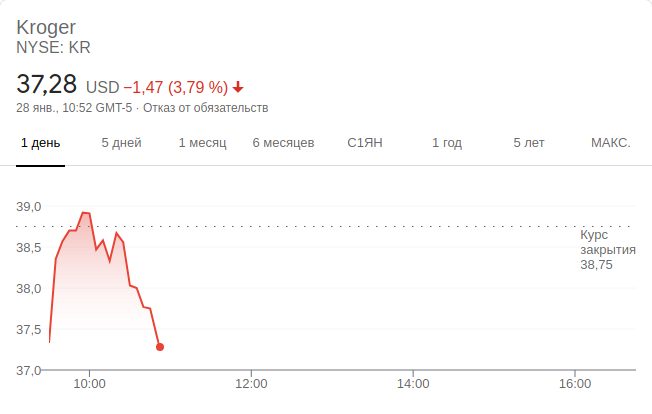 Kroger
NYSE: KR
37,28 USD −1,47 (3,79 %)
28 янв., 10:52 GMT-5 · Отказ от обязательств
1 день 5 дней 1 месяц 6 месяцев С1ЯН 1 год 5 лет МАКС.
39,0
38,5
38,0
37,5
37,0
Курс
закрытия
38,75
10:00 12:00 14:00 16:00